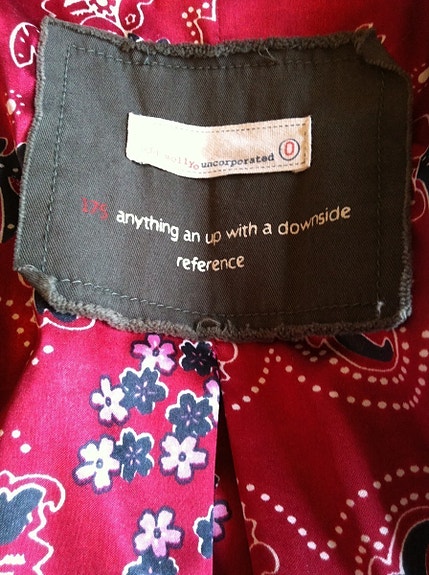 uncorporated
175 anything an up with a downside
reference